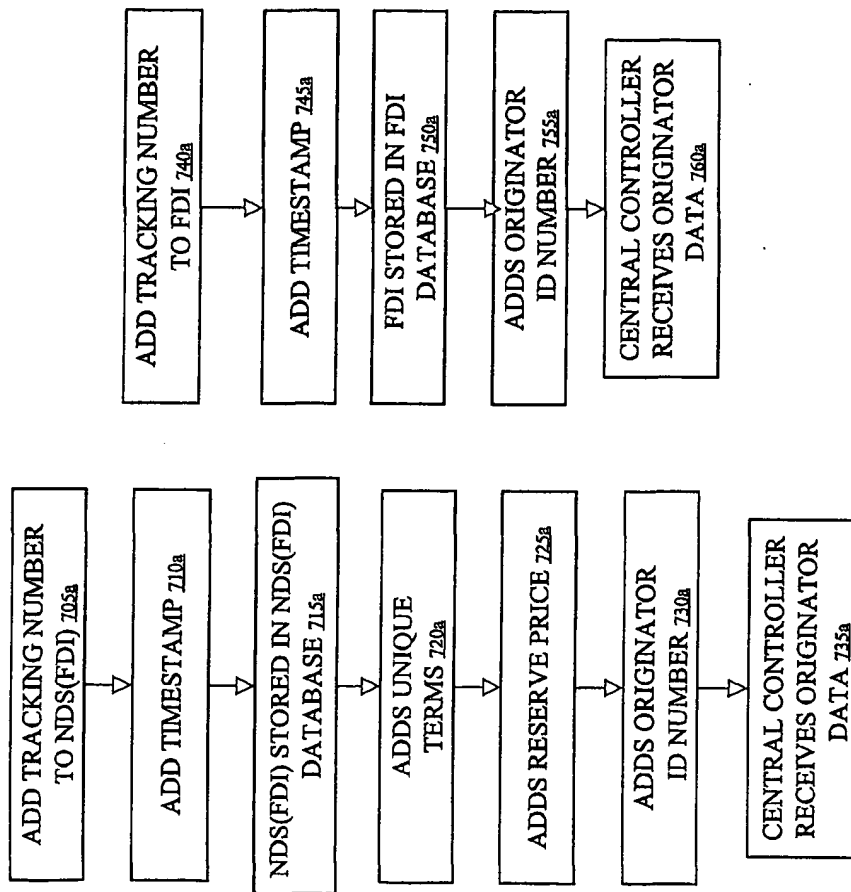 ADD TRACKING NUMBER
TO NDS(FDI) 705a
ADD TIMESTAMP 710a
NDS(FDI) STORED IN NDS(FDI)
DATABASE 715a
ADDS UNIQUE
TERMS 720a
ADDS RESERVE PRICE 725a
ADDS ORIGINATOR
ID NUMBER 730a
CENTRAL CONTROLLER
RECEIVES ORIGINATOR
DATA 735a
ADD TRACKING NUMBER
TO FDI 740a
ADD TIMESTAMP 745a
FDI STORED IN FDI
DATABASE 750a
ADDS ORIGINATOR
ID NUMBER 755a
CENTRAL CONTROLLER
RECEIVES ORIGINATOR
DATA 760a